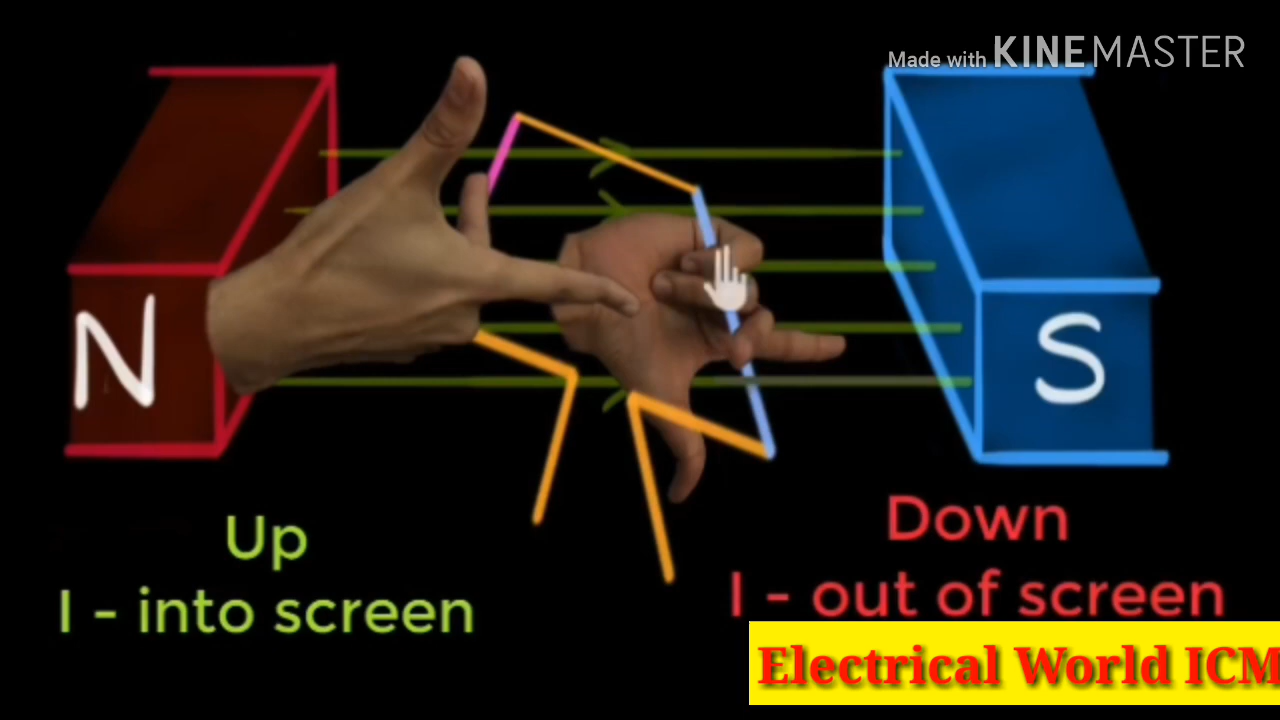 Made with KINEMASTER
N
S
Up
I - into screen
Down
I - out of screen
Electrical World ICM